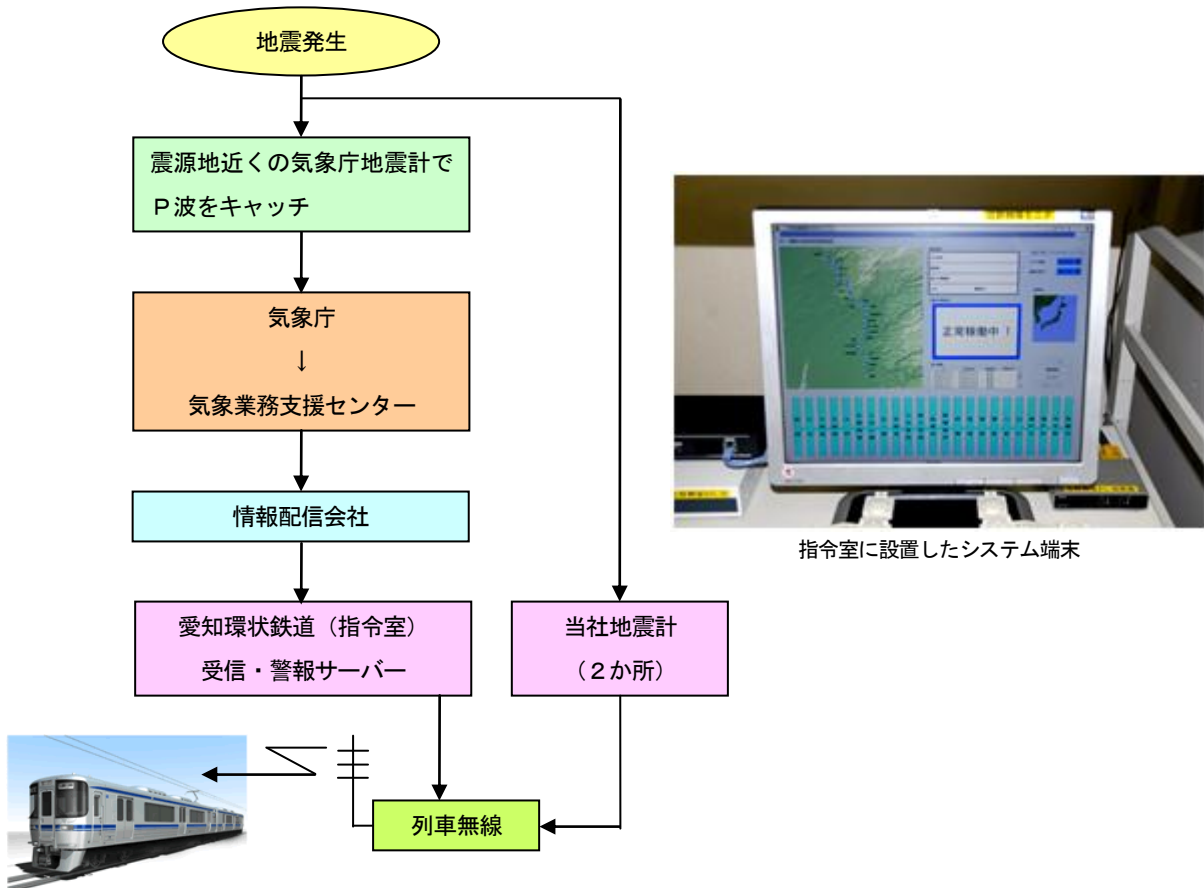 地震発生
震源地近くの気象庁地震計で
P波をキャッチ
気象庁
↓
気象業務支援センター
情報配信会社
愛知環状鉄道（指令室）
受信・警報サーバー
当社地震計
（２か所）
列車無線
正常稼働中！
指令室に設置したシステム端末